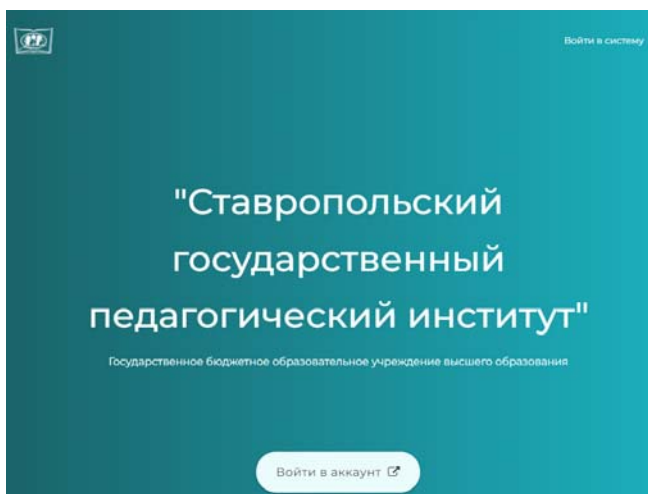 Войти в систему
"Ставропольский
государственный
педагогический институт"
Государственное бюджетное образовательное учреждение высшего образования
Войти в аккаунт